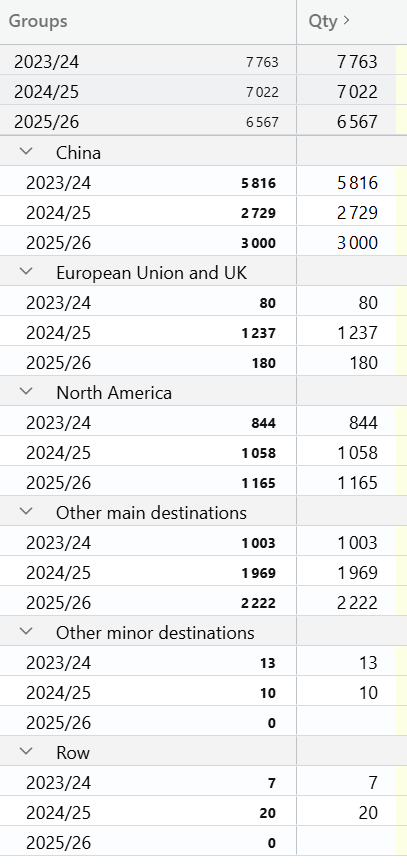 Groups Qty >
2023/24 7 763 7 763
2024/25 7 022 7 022
2025/26 6 567 6 567
China
2023/24 5 816 5 816
2024/25 2 729 2 729
2025/26 3 000 3 000
European Union and UK
2023/24 80 80
2024/25 1 237 1 237
2025/26 180 180
North America
2023/24 844 844
2024/25 1 058 1 058
2025/26 1 165 1 165
Other main destinations
2023/24 1 003 1 003
2024/25 1 969 1 969
2025/26 2 222 2 222
Other minor destinations
2023/24 13 13
2024/25 10 10
2025/26 0
Row
2023/24 7 7
2024/25 20 20
2025/26 0